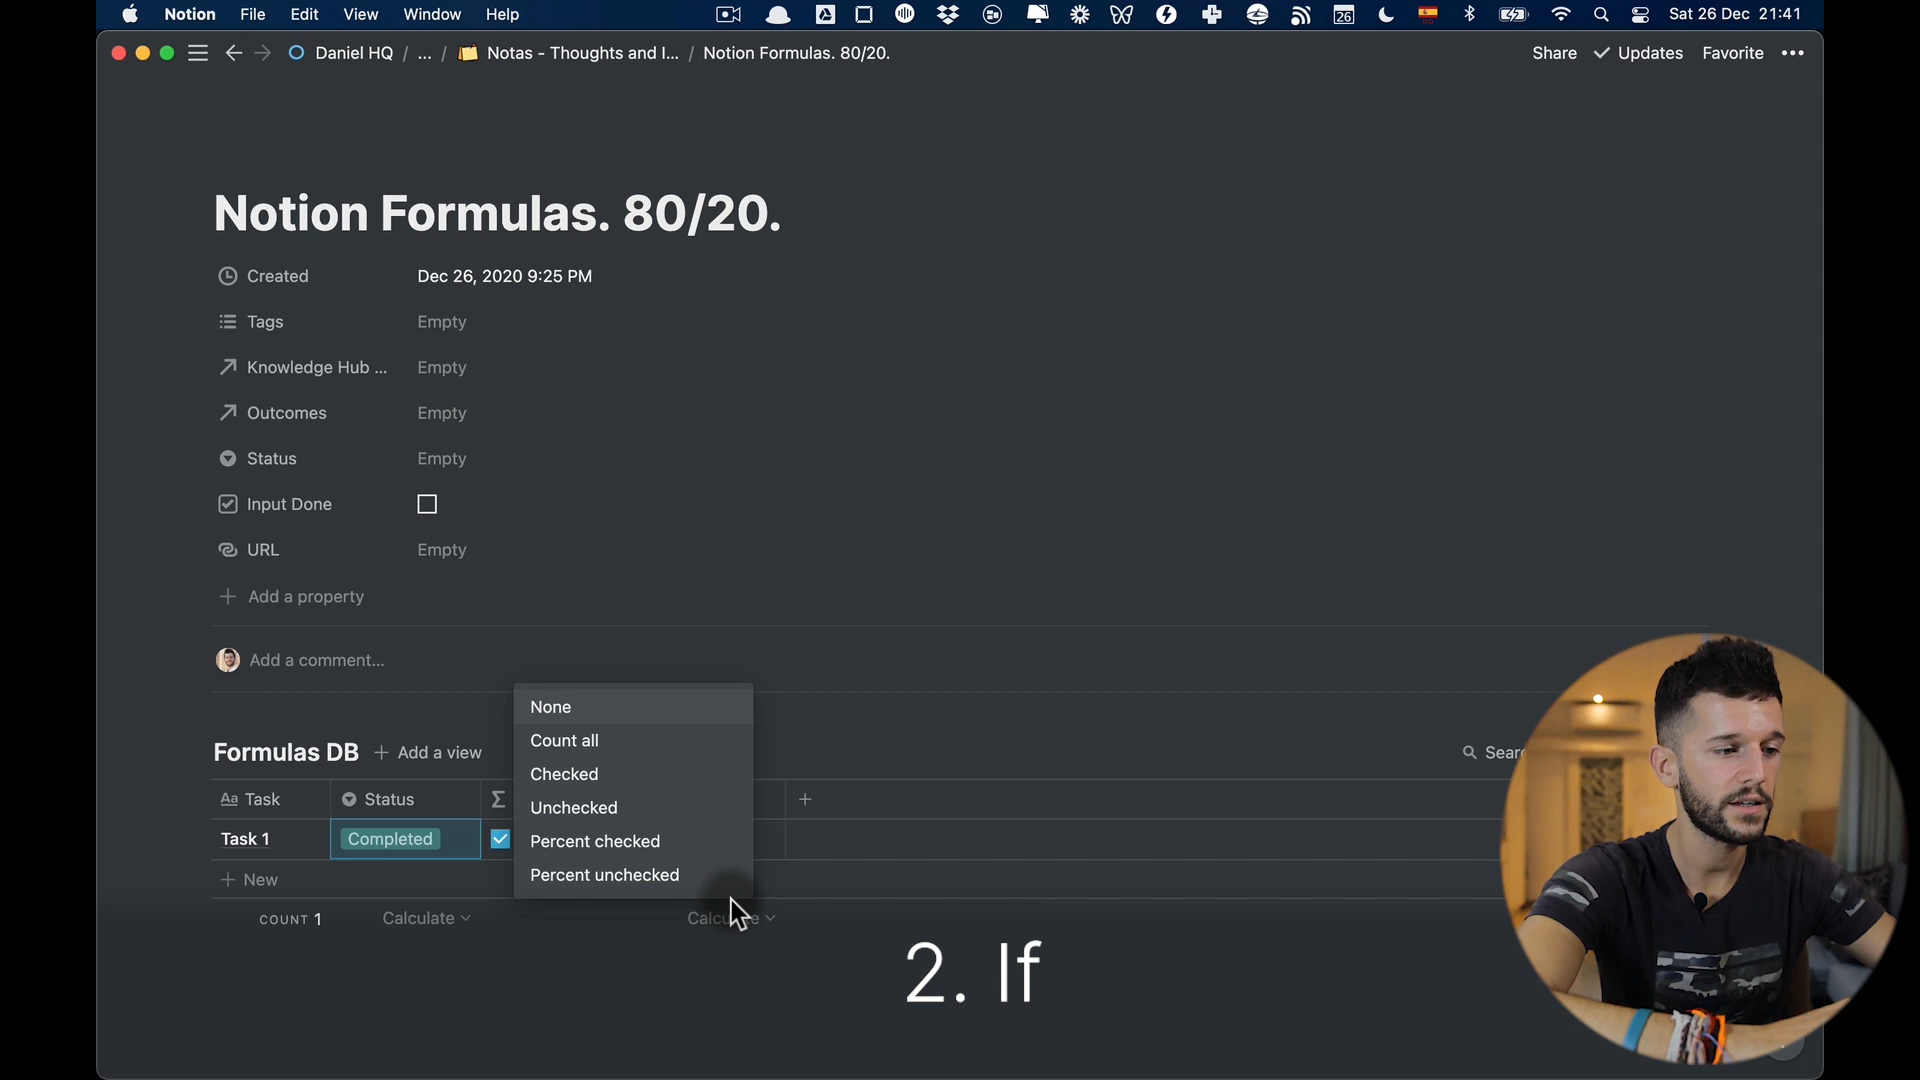 Notion File Edit View Window Help 26 Sat 26 Dec 21:41
Daniel HQ / ... / Notas - Thoughts and I... / Notion Formulas. 80/20. Share Updates Favorite
Notion Formulas. 80/20.
Created Dec 26, 2020 9:25 PM
Tags Empty
Knowledge Hub ... Empty
Outcomes Empty
Status Empty
Input Done
URL Empty
Add a property
Add a comment...
None
Count all
Checked
Unchecked
Percent checked
Percent unchecked
Formulas DB + Add a view
Aa Task Status Σ +
Task 1 Completed
+ New
COUNT 1 Calculate
2. If